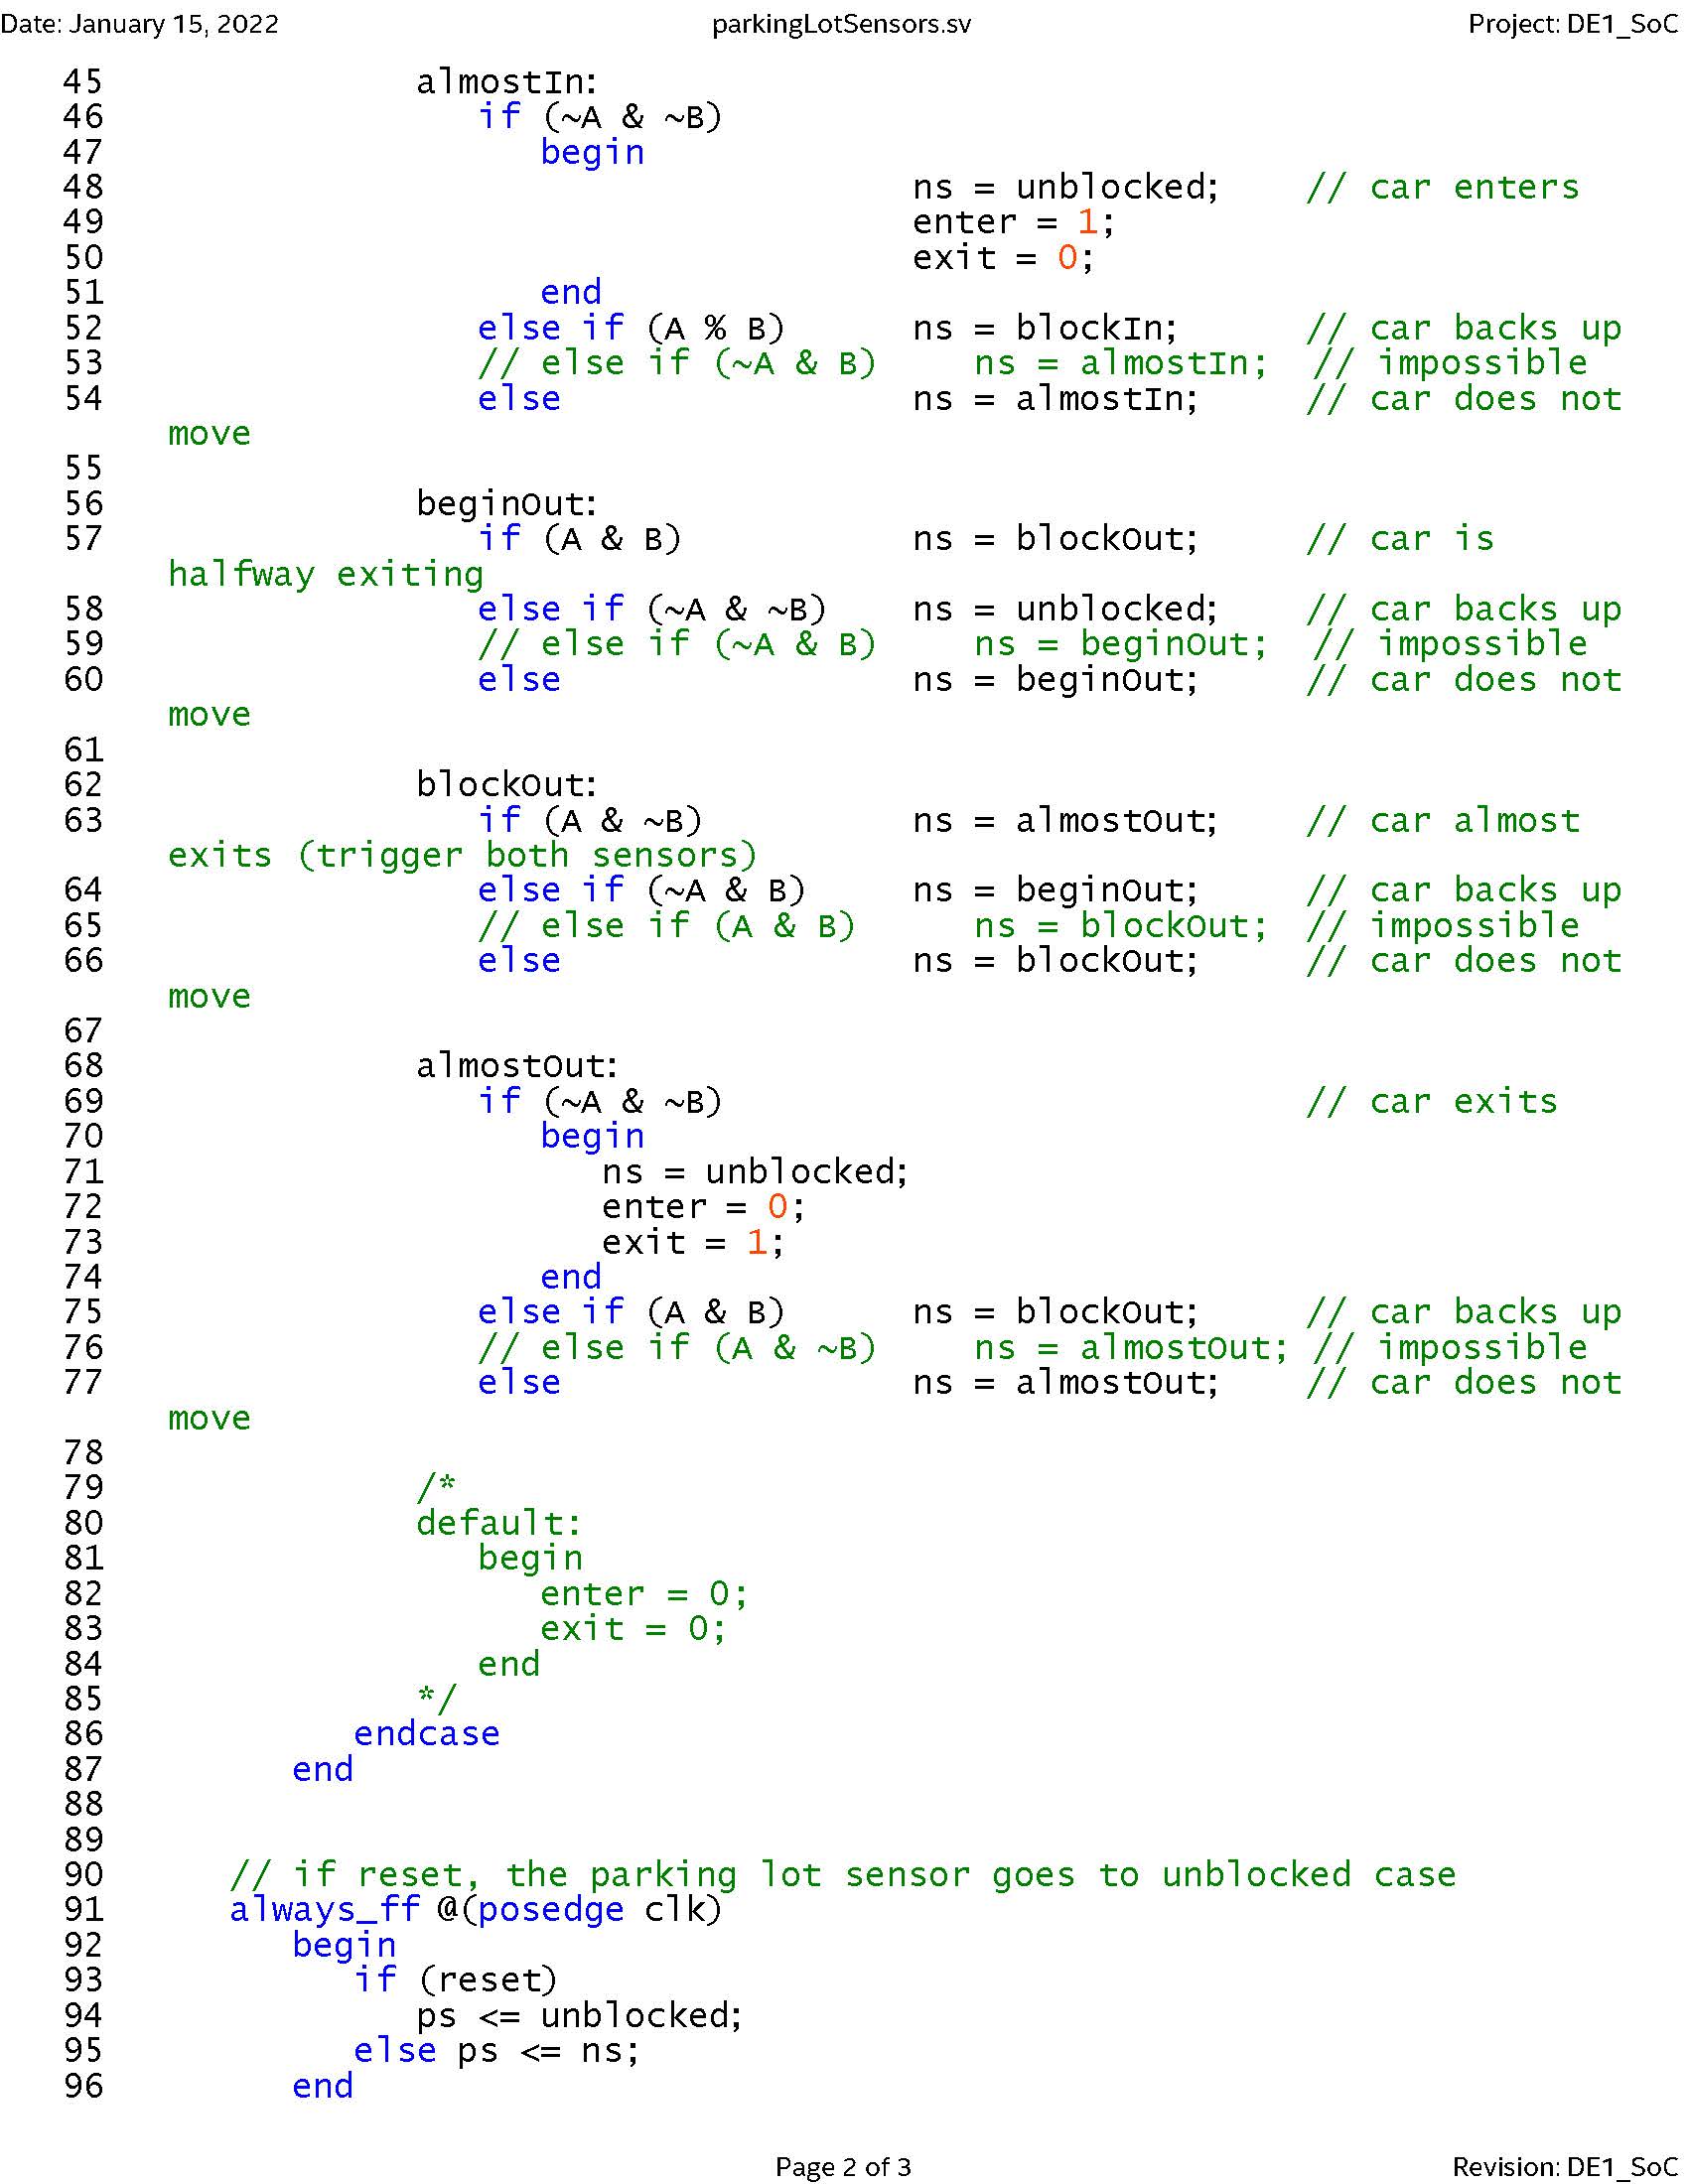 Date: January 15, 2022 parkingLotSensors.sv Project: DE1_SoC
45 almostIn:
46 if (~A & ~B)
47 begin
48 ns = unblocked; // car enters
49 enter = 1;
50 exit = 0;
51 end
52 else if (A % B) ns = blockIn; // car backs up
53 // else if (~A & B) ns = almostIn; // impossible
54 else ns = almostIn; // car does not
move
55
56 beginOut:
57 if (A & B) ns = blockOut; // car is
halfway exiting
58 else if (~A & ~B) ns = unblocked; // car backs up
59 // else if (~A & B) ns = beginOut; // impossible
60 else ns = beginOut; // car does not
move
61
62 blockOut:
63 if (A & ~B) ns = almostOut; // car almost
exits (trigger both sensors)
64 else if (~A & B) ns = beginOut; // car backs up
65 // else if (A & B) ns = blockOut; // impossible
66 else ns = blockOut; // car does not
move
67
68 almostOut:
69 if (~A & ~B) // car exits
70 begin
71 ns = unblocked;
72 enter = 0;
73 exit = 1;
74 end
75 else if (A & B) ns = blockOut; // car backs up
76 // else if (A & ~B) ns = almostOut; // impossible
77 else ns = almostOut; // car does not
move
78
79 /*
80 default:
81 begin
82 enter = 0;
83 exit = 0;
84 end
85 */
86 endcase
87 end
88
89
90 // if reset, the parking lot sensor goes to unblocked case
91 always_ff @(posedge clk)
92 begin
93 if (reset)
94 ps <= unblocked;
95 else ps <= ns;
96 end
Page 2 of 3 Revision: DE1_SoC